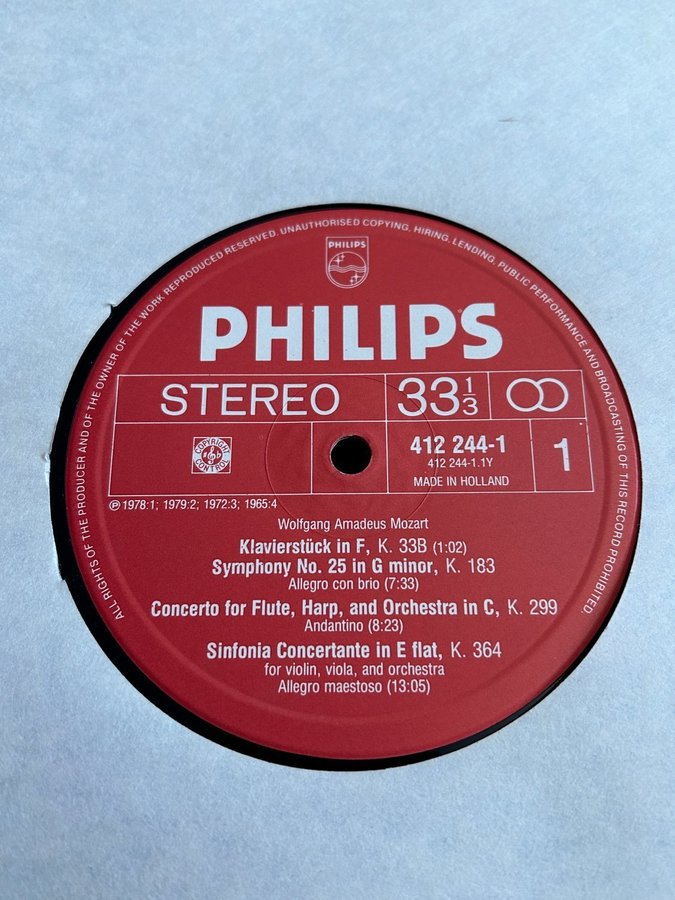 ALL RIGHTS OF THE PRODUCER AND OF THE OWNER OF THE WORK REPRODUCED RESERVED. UNAUTHORISED COPYING, HIRING, LENDING, PUBLIC PERFORMANCE AND BROADCASTING OF THIS RECORD PROHIBITED.
PHILIPS
PHILIPS
STEREO 33 1/3
COPYRIGHT
CONTROL
412 244-1 1
412 244-1.1Y
MADE IN HOLLAND
℗ 1978:1; 1979:2; 1972:3; 1965:4
Wolfgang Amadeus Mozart
Klavierstück in F, K. 33B (1:02)
Symphony No. 25 in G minor, K. 183
Allegro con brio (7:33)
Concerto for Flute, Harp, and Orchestra in C, K. 299
Andantino (8:23)
Sinfonia Concertante in E flat, K. 364
for violin, viola, and orchestra
Allegro maestoso (13:05)